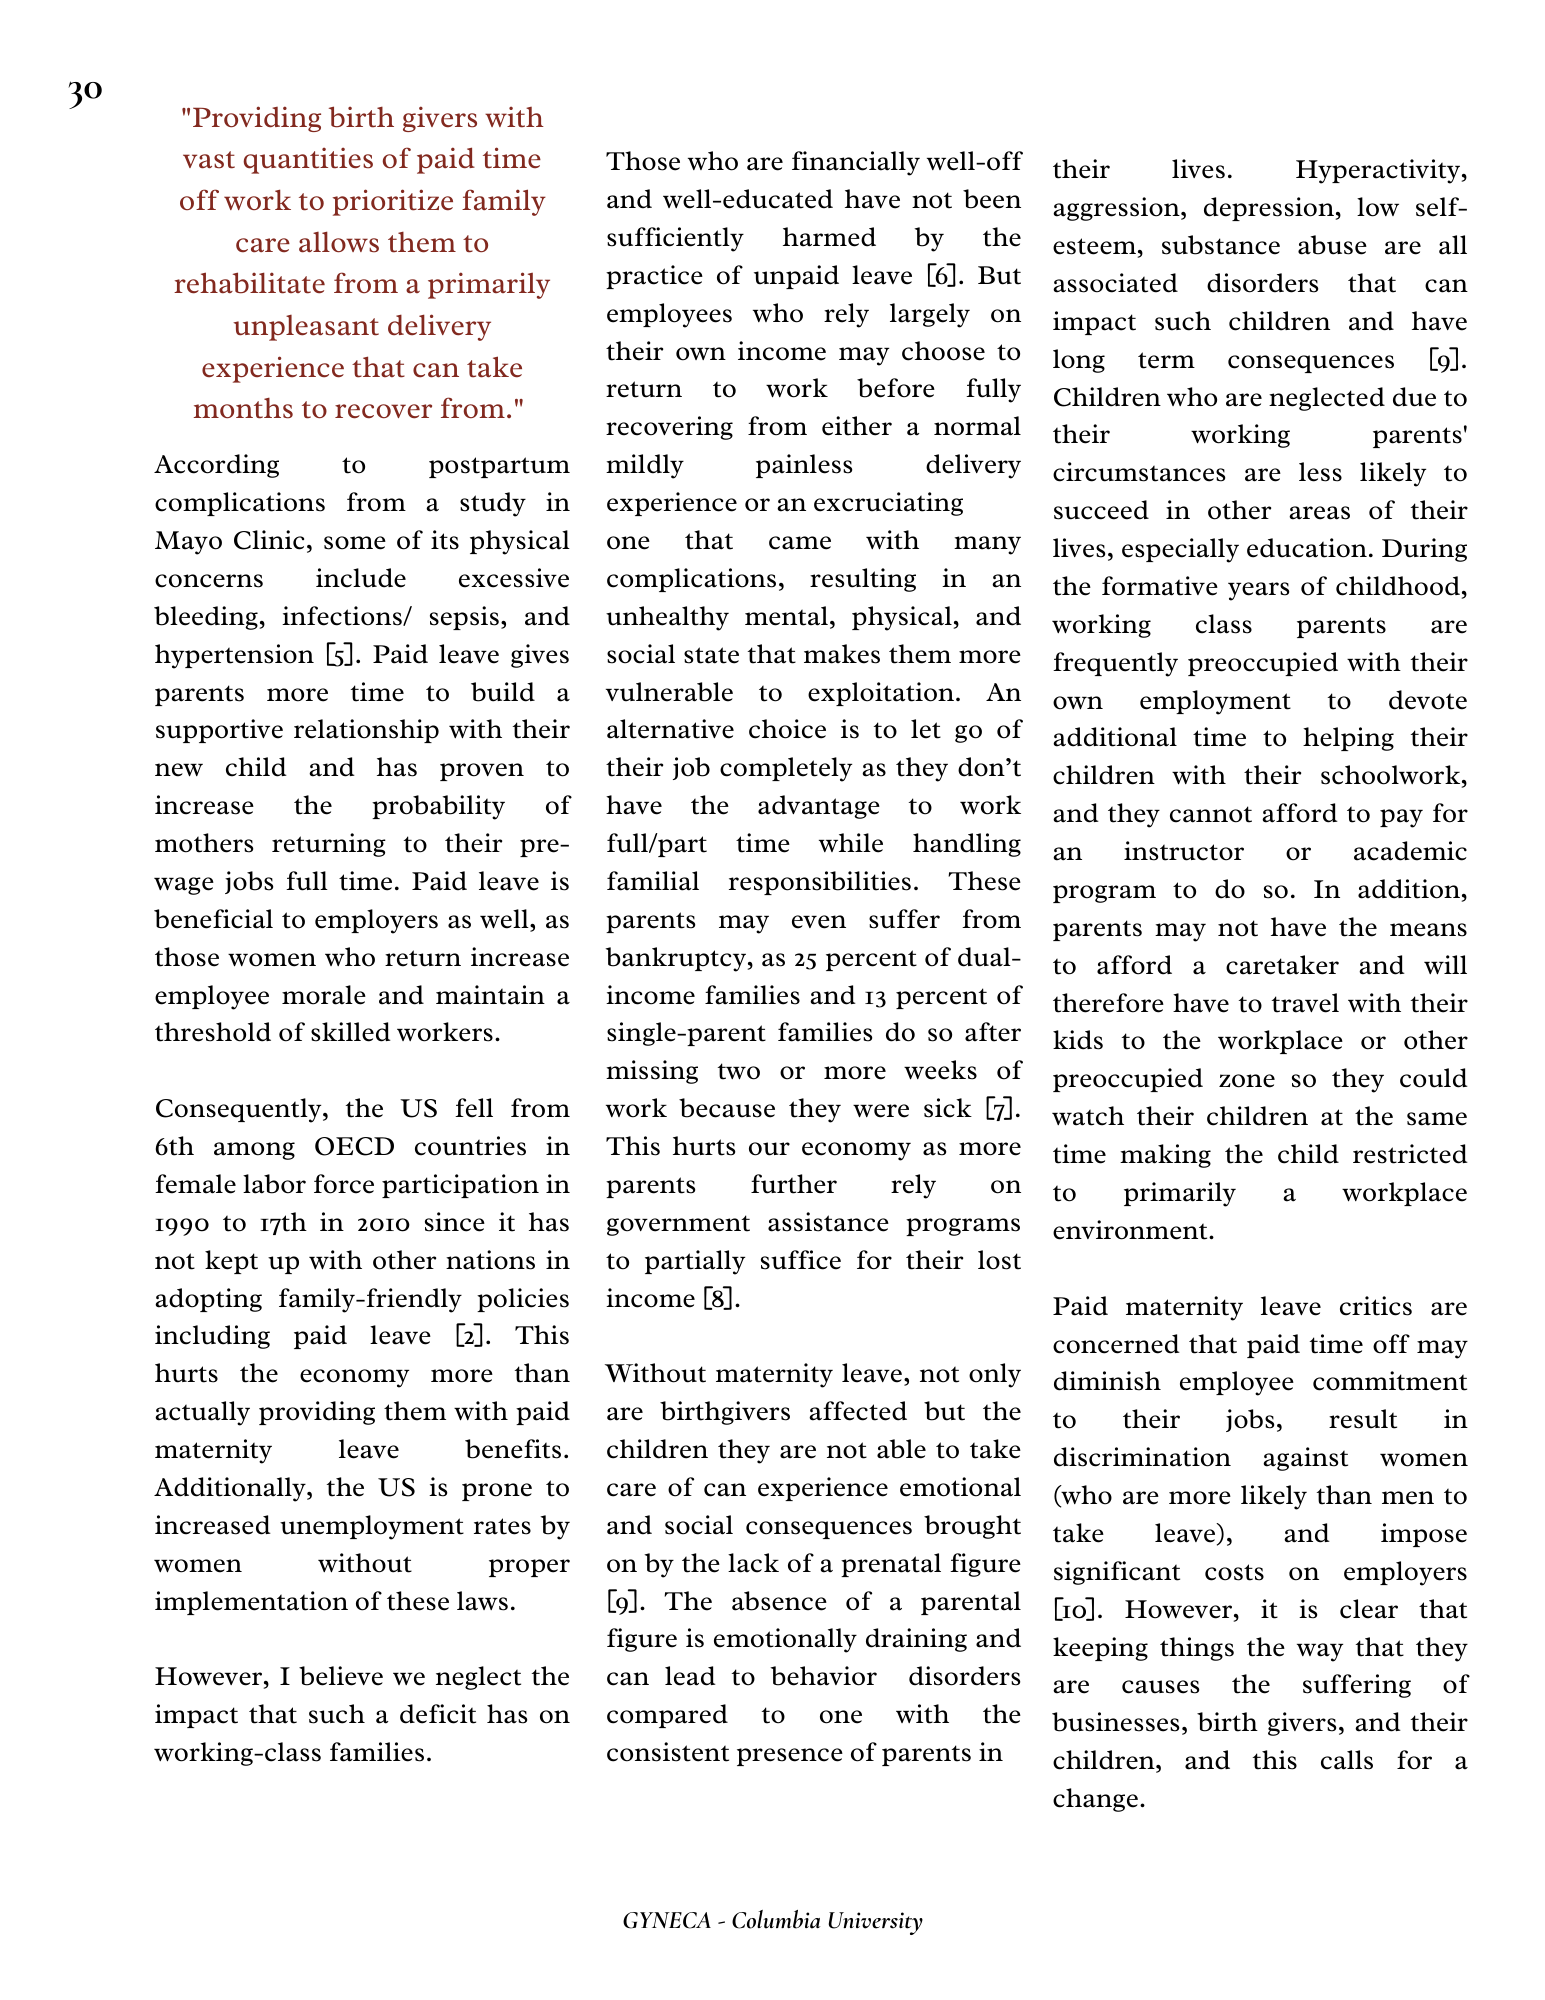 30
"Providing birth givers with
vast quantities of paid time
off work to prioritize family
care allows them to
rehabilitate from a primarily
unpleasant delivery
experience that can take
months to recover from."
According to postpartum
complications from a study in
Mayo Clinic, some of its physical
concerns include excessive
bleeding, infections/ sepsis, and
hypertension [5]. Paid leave gives
parents more time to build a
supportive relationship with their
new child and has proven to
increase the probability of
mothers returning to their pre-
wage jobs full time. Paid leave is
beneficial to employers as well, as
those women who return increase
employee morale and maintain a
threshold of skilled workers.
Consequently, the US fell from
6th among OECD countries in
female labor force participation in
1990 to 17th in 2010 since it has
not kept up with other nations in
adopting family-friendly policies
including paid leave [2]. This
hurts the economy more than
actually providing them with paid
maternity leave benefits.
Additionally, the US is prone to
increased unemployment rates by
women without proper
implementation of these laws.
However, I believe we neglect the
impact that such a deficit has on
working-class families.
Those who are financially well-off
and well-educated have not been
sufficiently harmed by the
practice of unpaid leave [6]. But
employees who rely largely on
their own income may choose to
return to work before fully
recovering from either a normal
mildly painless delivery
experience or an excruciating
one that came with many
complications, resulting in an
unhealthy mental, physical, and
social state that makes them more
vulnerable to exploitation. An
alternative choice is to let go of
their job completely as they don’t
have the advantage to work
full/part time while handling
familial responsibilities. These
parents may even suffer from
bankruptcy, as 25 percent of dual-
income families and 13 percent of
single-parent families do so after
missing two or more weeks of
work because they were sick [7].
This hurts our economy as more
parents further rely on
government assistance programs
to partially suffice for their lost
income [8].
Without maternity leave, not only
are birthgivers affected but the
children they are not able to take
care of can experience emotional
and social consequences brought
on by the lack of a prenatal figure
[9]. The absence of a parental
figure is emotionally draining and
can lead to behavior disorders
compared to one with the
consistent presence of parents in
their lives. Hyperactivity,
aggression, depression, low self-
esteem, substance abuse are all
associated disorders that can
impact such children and have
long term consequences [9].
Children who are neglected due to
their working parents'
circumstances are less likely to
succeed in other areas of their
lives, especially education. During
the formative years of childhood,
working class parents are
frequently preoccupied with their
own employment to devote
additional time to helping their
children with their schoolwork,
and they cannot afford to pay for
an instructor or academic
program to do so. In addition,
parents may not have the means
to afford a caretaker and will
therefore have to travel with their
kids to the workplace or other
preoccupied zone so they could
watch their children at the same
time making the child restricted
to primarily a workplace
environment.
Paid maternity leave critics are
concerned that paid time off may
diminish employee commitment
to their jobs, result in
discrimination against women
(who are more likely than men to
take leave), and impose
significant costs on employers
[10]. However, it is clear that
keeping things the way that they
are causes the suffering of
businesses, birth givers, and their
children, and this calls for a
change.
GYNECA - Columbia University